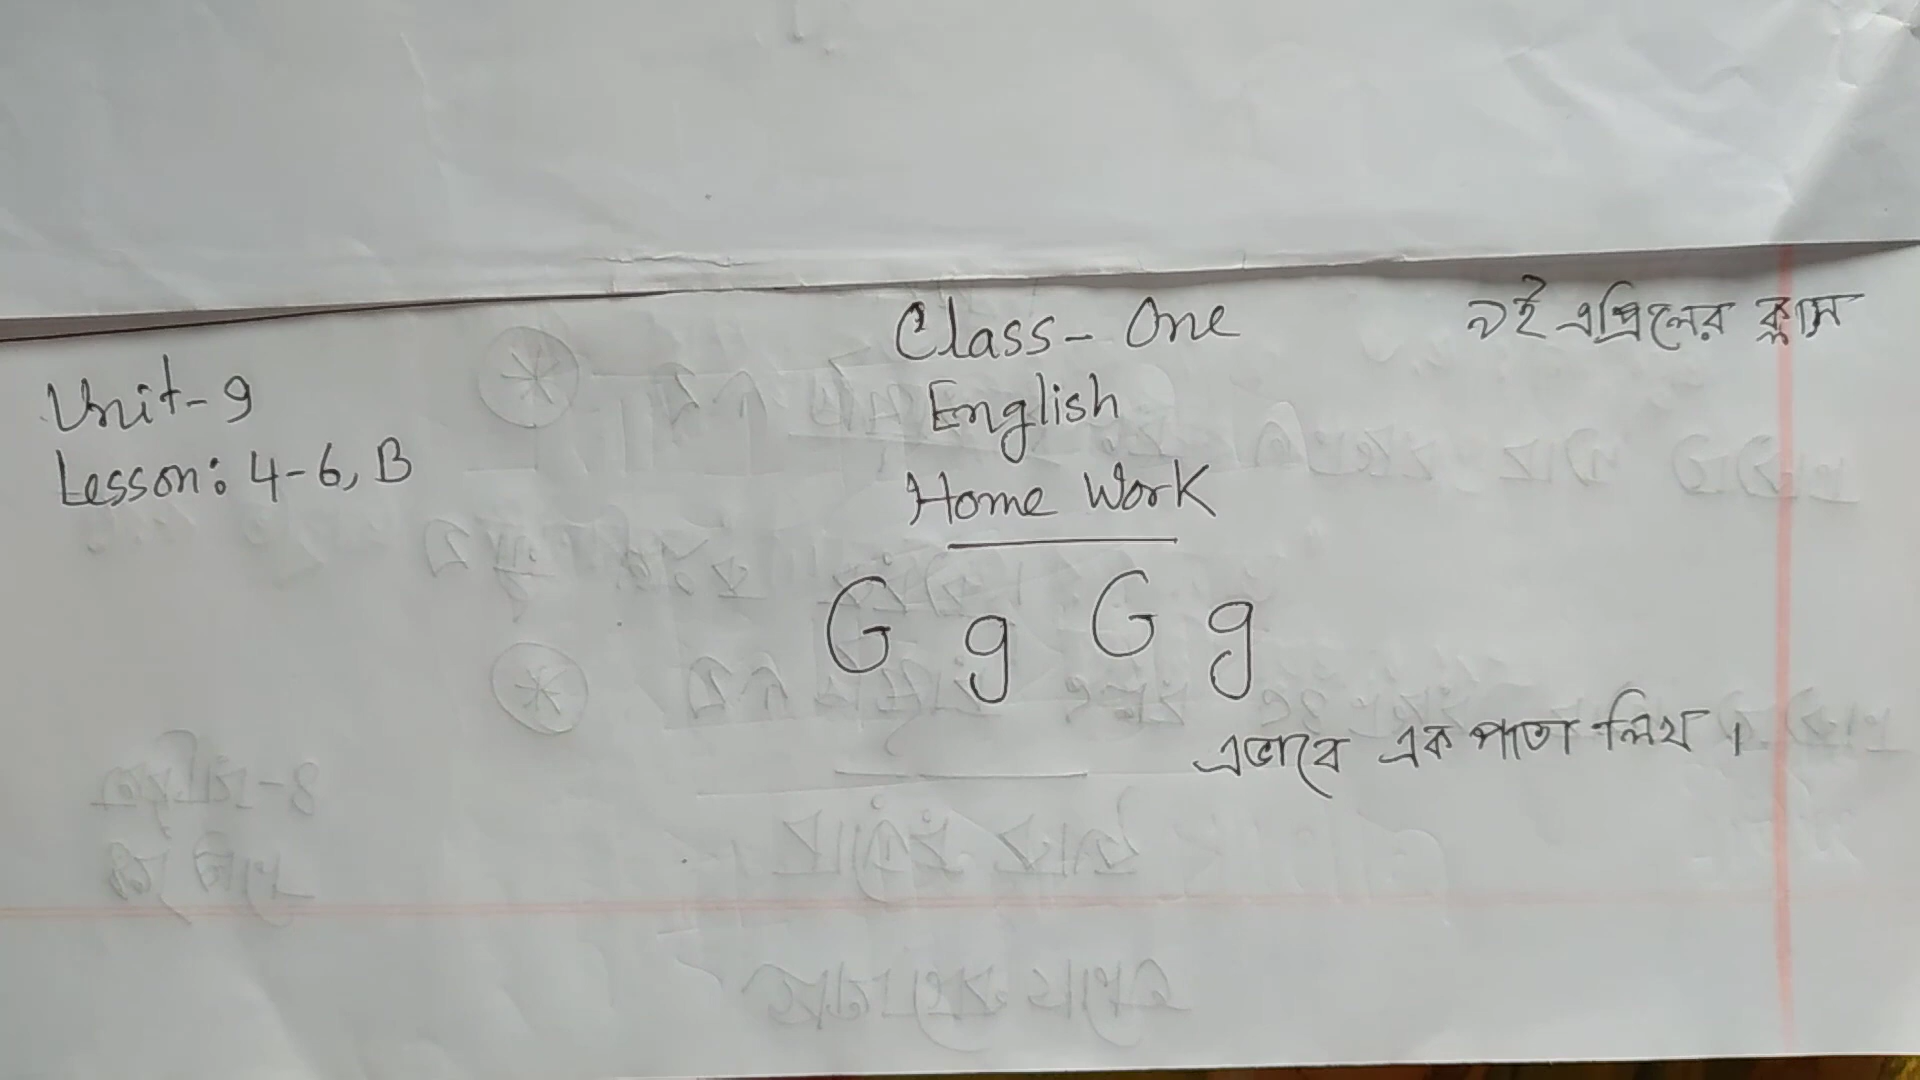 Class - One
৯ই এপ্রিলের ক্লাস
Unit - 9
English
Lesson: 4-6, B
Home Work
G g G g
এভাবে এক পাতা লিখ।